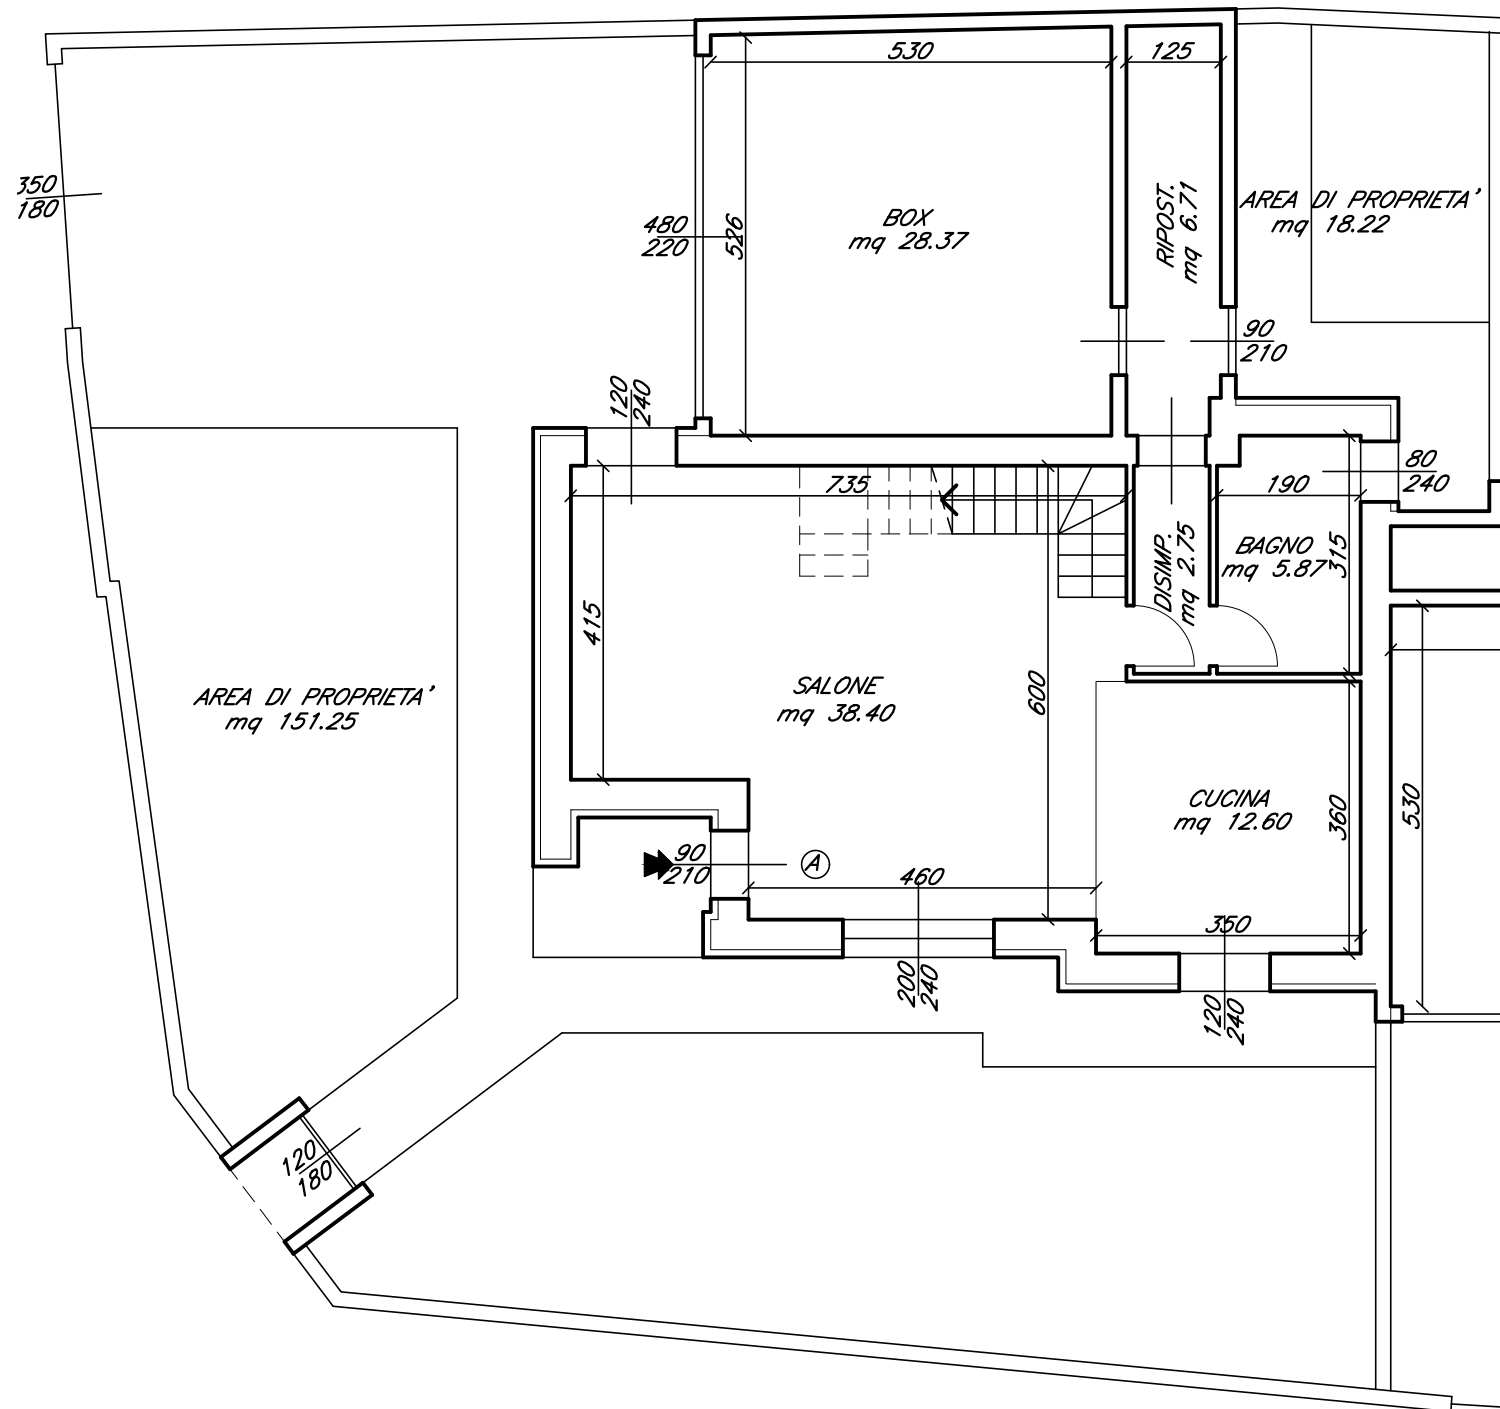 530
125
350
180
480
220
526
BOX
mq 28.37
RIPOST.
mq 6.71
AREA DI PROPRIETA'
mq 18.22
90
210
120
240
735
190
80
240
415
DISIMP.
mq 2.75
BAGNO
mq 5.87
315
AREA DI PROPRIETA'
mq 151.25
SALONE
mq 38.40
600
CUCINA
mq 12.60
360
530
90
210
A
460
350
200
240
120
240
120
180